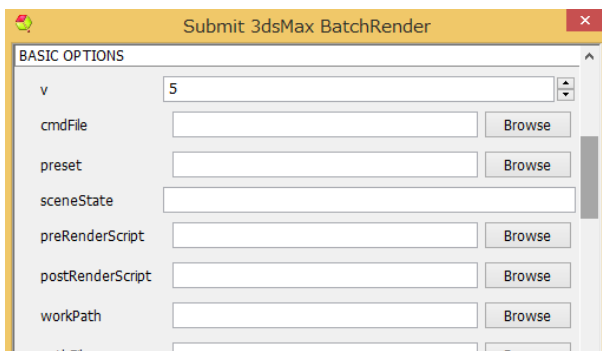 Submit 3dsMax BatchRender
BASIC OPTIONS
v 5
cmdFile Browse
preset Browse
sceneState
preRenderScript Browse
postRenderScript Browse
workPath Browse